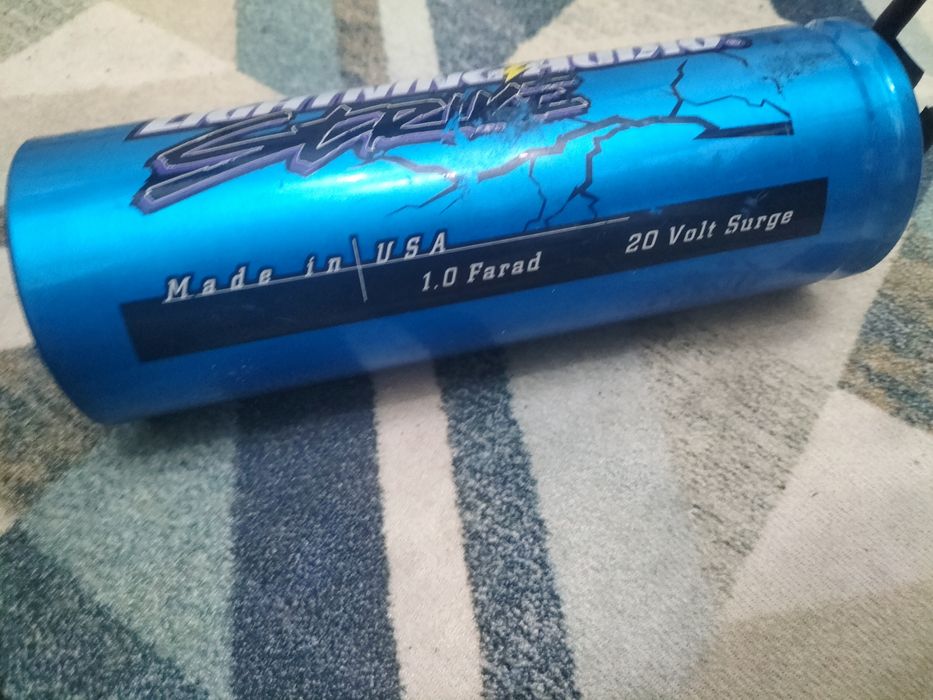 LIGHTNING AUDIO®
STRIKE
Made in USA
1.0 Farad
20 Volt Surge